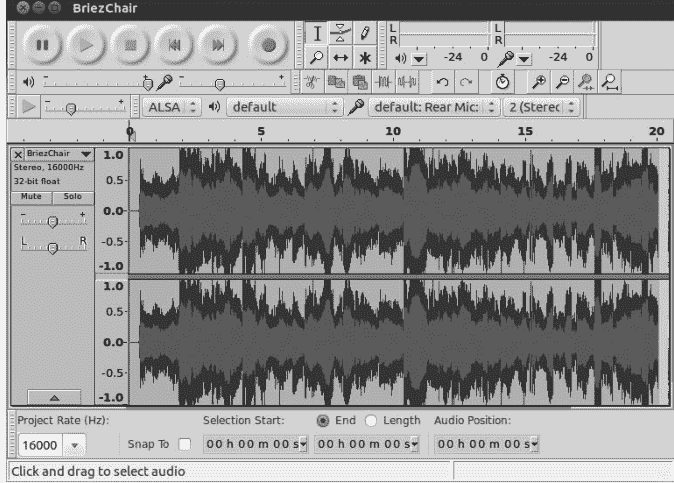 BriezChair
L
R
-24
0
L
R
-24
0
- +
- +
- +
ALSA
default
default: Rear Mic:
2 (Sterec
0 5 10 15 20
BriezChair
Stereo, 16000Hz
32-bit float
Mute Solo
- +
L R
1.0
0.5
0.0
-0.5
-1.0
1.0
0.5
0.0
-0.5
-1.0
Project Rate (Hz):
Selection Start:
End
Length
Audio Position:
16000
Snap To
00 h 00 m 00 s
00 h 00 m 00 s
00 h 00 m 00 s
Click and drag to select audio